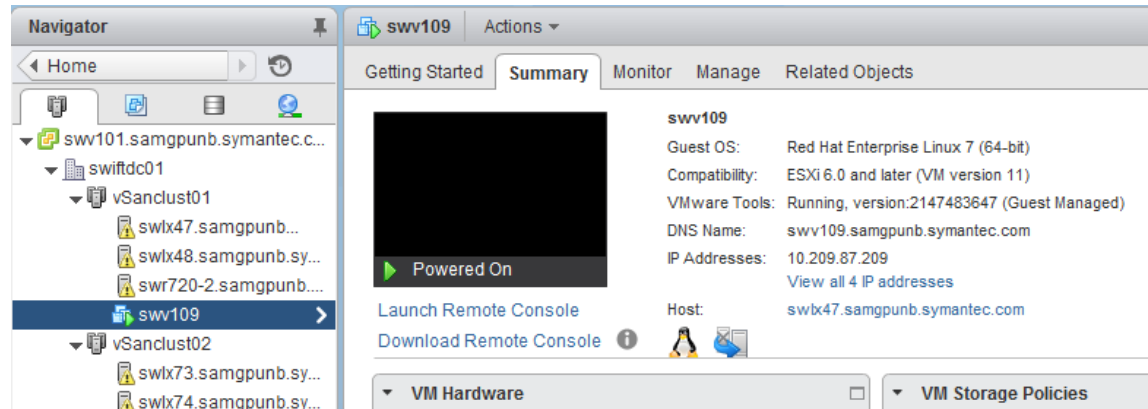 Navigator
Home
swv101.samgpunb.symantec.c...
swiftdc01
vSanclust01
swlx47.samgpunb...
swlx48.samgpunb.sy...
swr720-2.samgpunb....
swv109
vSanclust02
swlx73.samgpunb.sy...
swlx74.samgpunb.sy...
swv109 Actions
Getting Started Summary Monitor Manage Related Objects
Powered On
Launch Remote Console
Download Remote Console
swv109
Guest OS: Red Hat Enterprise Linux 7 (64-bit)
Compatibility: ESXi 6.0 and later (VM version 11)
VMware Tools: Running, version:2147483647 (Guest Managed)
DNS Name: swv109.samgpunb.symantec.com
IP Addresses: 10.209.87.209
View all 4 IP addresses
Host: swlx47.samgpunb.symantec.com
VM Hardware
VM Storage Policies